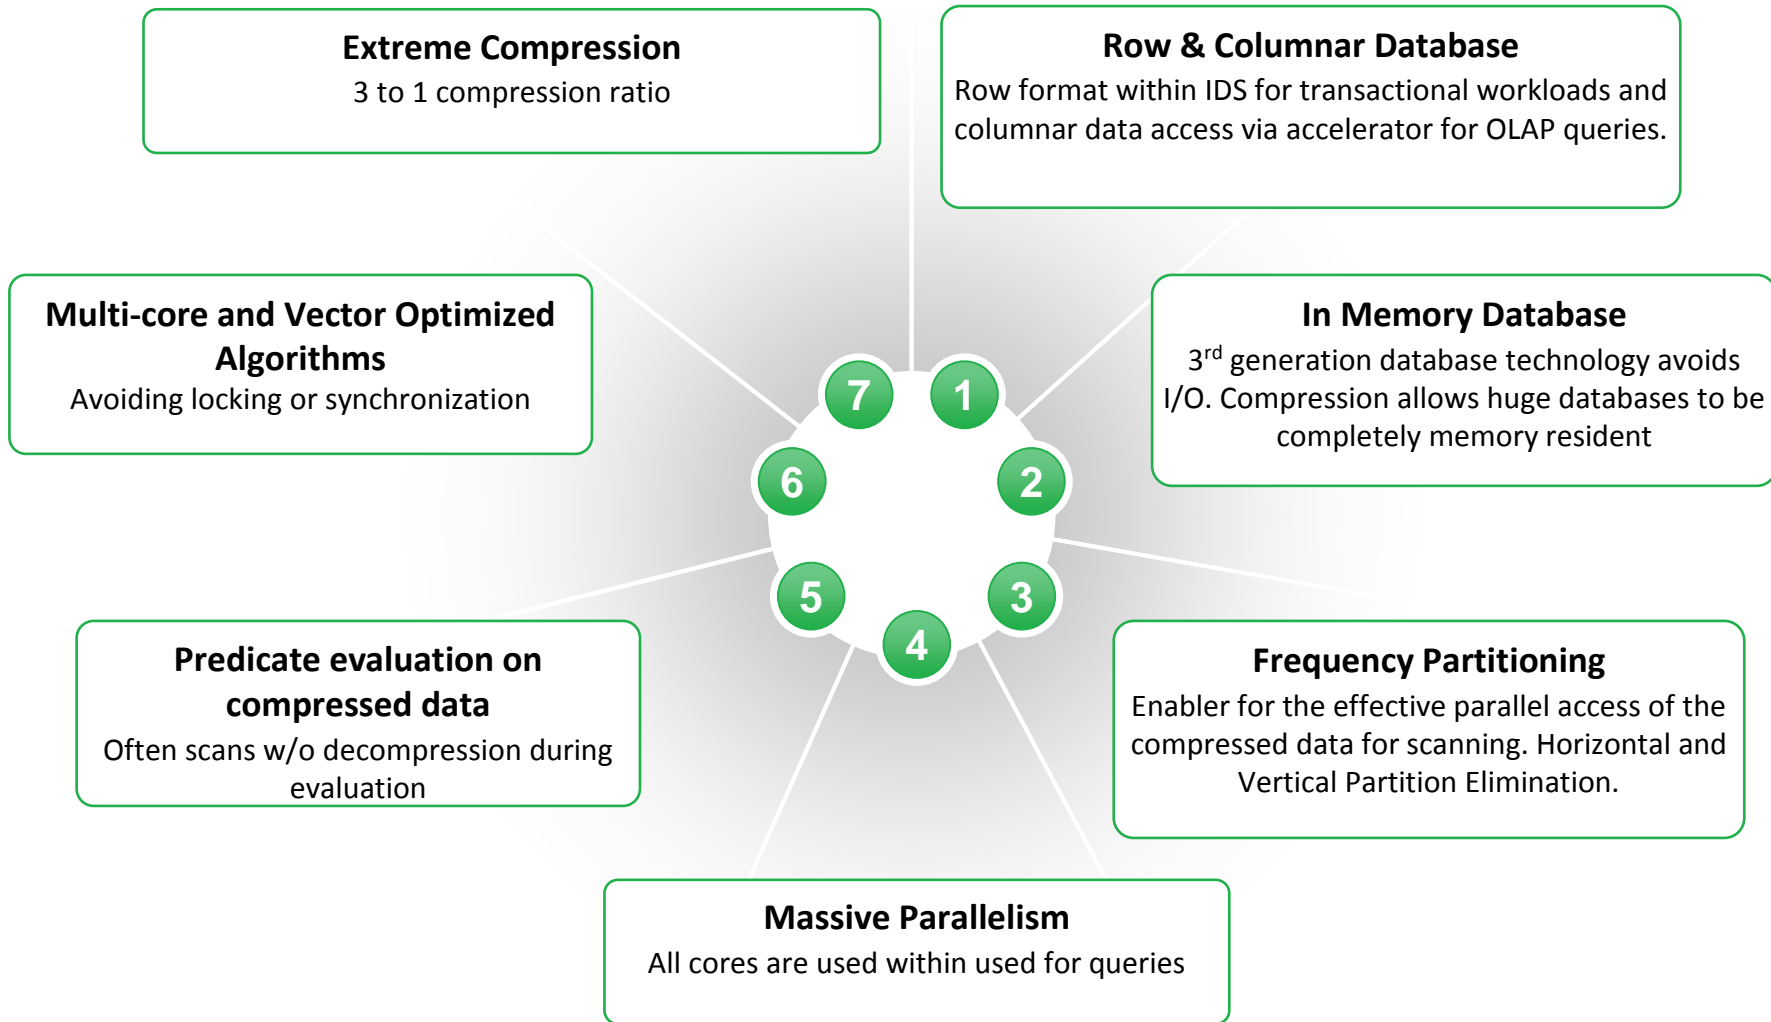 Extreme Compression
3 to 1 compression ratio
Row & Columnar Database
Row format within IDS for transactional workloads and
columnar data access via accelerator for OLAP queries.
Multi-core and Vector Optimized
Algorithms
Avoiding locking or synchronization
In Memory Database
3rd generation database technology avoids
I/O. Compression allows huge databases to be
completely memory resident
7
1
6
2
5
3
4
Predicate evaluation on
compressed data
Often scans w/o decompression during
evaluation
Frequency Partitioning
Enabler for the effective parallel access of the
compressed data for scanning. Horizontal and
Vertical Partition Elimination.
Massive Parallelism
All cores are used within used for queries